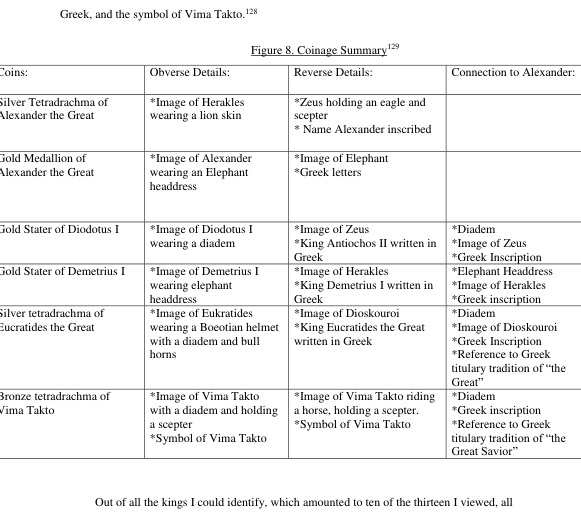 Greek, and the symbol of Vima Takto.128
Figure 8. Coinage Summary129
Coins:
Obverse Details:
Reverse Details:
Connection to Alexander:
Silver Tetradrachma of
Alexander the Great
*Image of Herakles
wearing a lion skin
*Zeus holding an eagle and
scepter
* Name Alexander inscribed
Gold Medallion of
Alexander the Great
*Image of Alexander
wearing an Elephant
headdress
*Image of Elephant
*Greek letters
Gold Stater of Diodotus I
*Image of Diodotus I
wearing a diadem
*Image of Zeus
*King Antiochos II written in
Greek
*Diadem
*Image of Zeus
*Greek Inscription
Gold Stater of Demetrius I
*Image of Demetrius I
wearing elephant
headdress
*Image of Herakles
*King Demetrius I written in
Greek
*Elephant Headdress
*Image of Herakles
*Greek inscription
Silver tetradrachma of
Eucratides the Great
*Image of Eukratides
wearing a Boeotian helmet
with a diadem and bull
horns
*Image of Dioskouroi
*King Eucratides the Great
written in Greek
*Diadem
*Image of Dioskouroi
*Greek Inscription
*Reference to Greek
titulary tradition of “the
Great”
Bronze tetradrachma of
Vima Takto
*Image of Vima Takto
with a diadem and holding
a scepter
*Symbol of Vima Takto
*Image of Vima Takto riding
a horse, holding a scepter.
*Symbol of Vima Takto
*Diadem
*Greek inscription
*Reference to Greek
titulary tradition of “the
Great Savior”
Out of all the kings I could identify, which amounted to ten of the thirteen I viewed, all